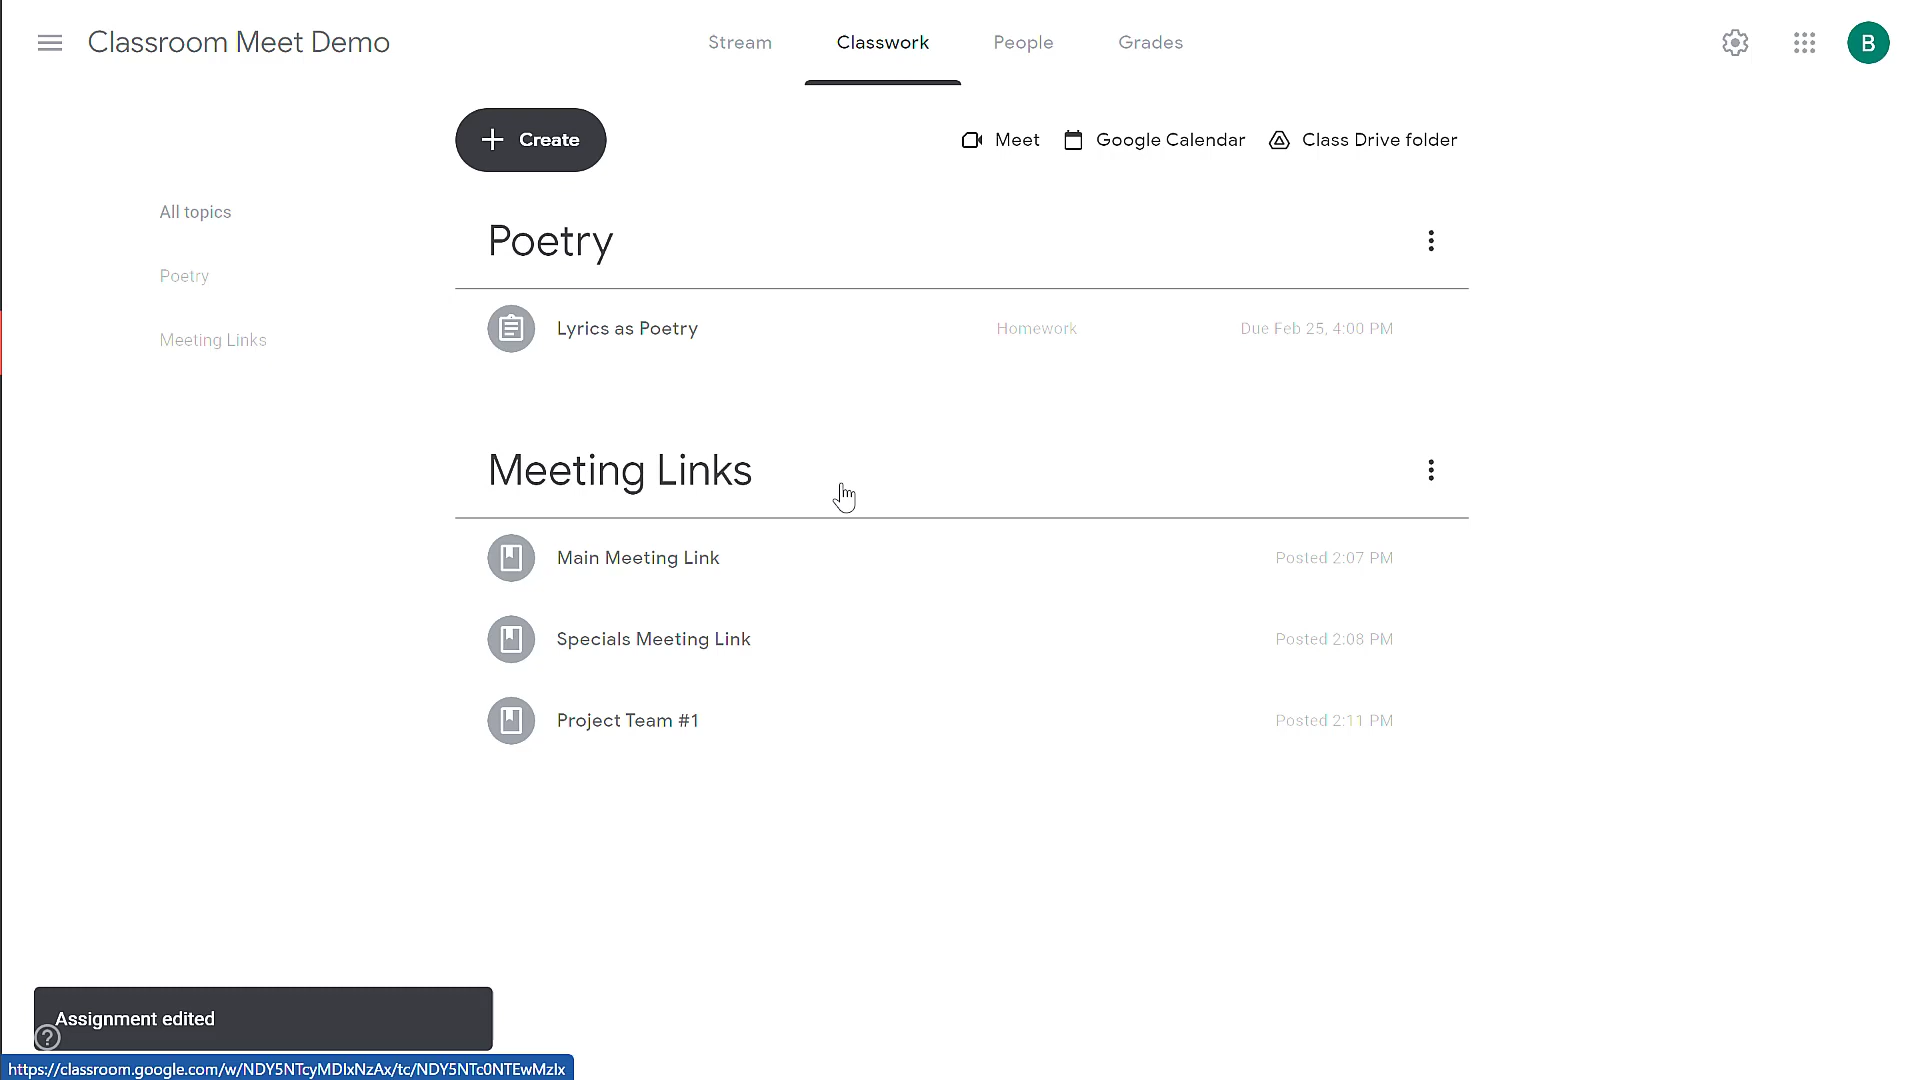 Classroom Meet Demo
Stream
Classwork
People
Grades
B
Create
Meet
Google Calendar
Class Drive folder
All topics
Poetry
Meeting Links
Poetry
Lyrics as Poetry
Homework
Due Feb 25, 4:00 PM
Meeting Links
Main Meeting Link
Posted 2:07 PM
Specials Meeting Link
Posted 2:08 PM
Project Team #1
Posted 2:11 PM
Assignment edited
https://classroom.google.com/w/NDY5NTcyMDIxNzAx/tc/NDY5NTc0NTEwMzIx